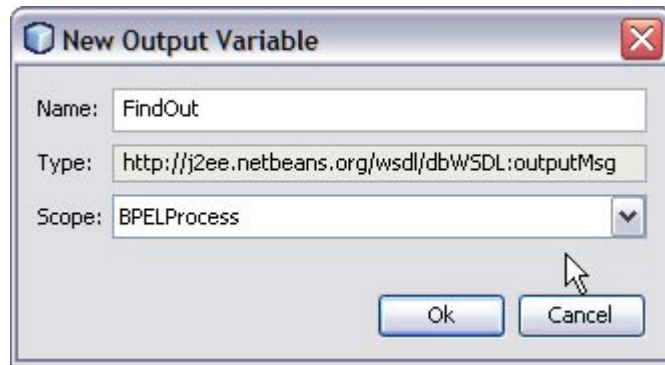 New Output Variable
Name: FindOut
Type: http://j2ee.netbeans.org/wsdl/dbWSDL:outputMsg
Scope: BPELProcess
Ok Cancel